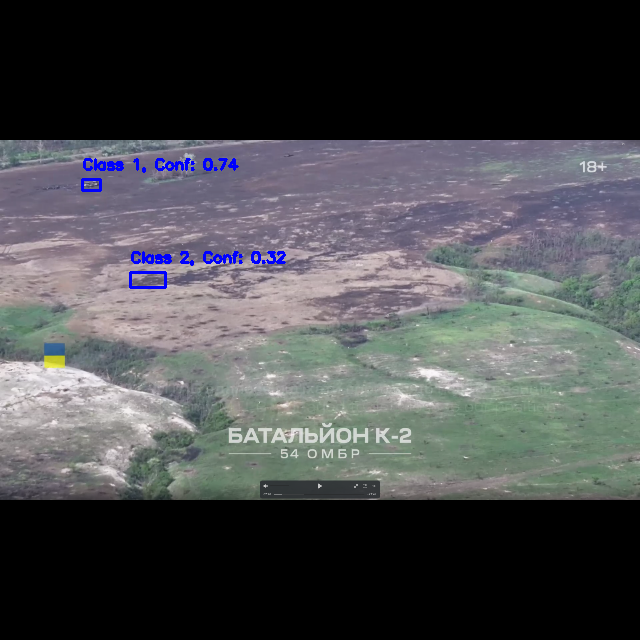 Class 1, Conf: 0.74
18+
Class 2, Conf: 0.32
БАТАЛЬЙОН К-2
54 ОМБР